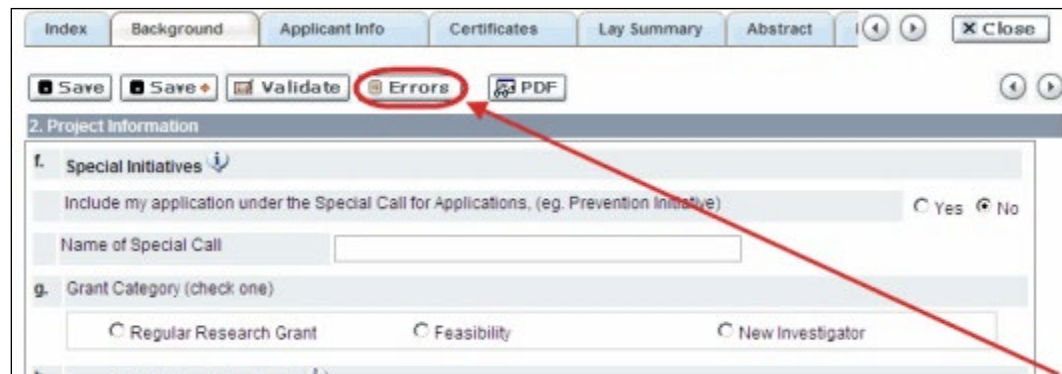 Index Background Applicant Info Certificates Lay Summary Abstract Close
Save Save Validate Errors PDF
2. Project Information
f. Special Initiatives
Include my application under the Special Call for Applications, (eg. Prevention Initiative) Yes No
Name of Special Call
g. Grant Category (check one)
Regular Research Grant Feasibility New Investigator